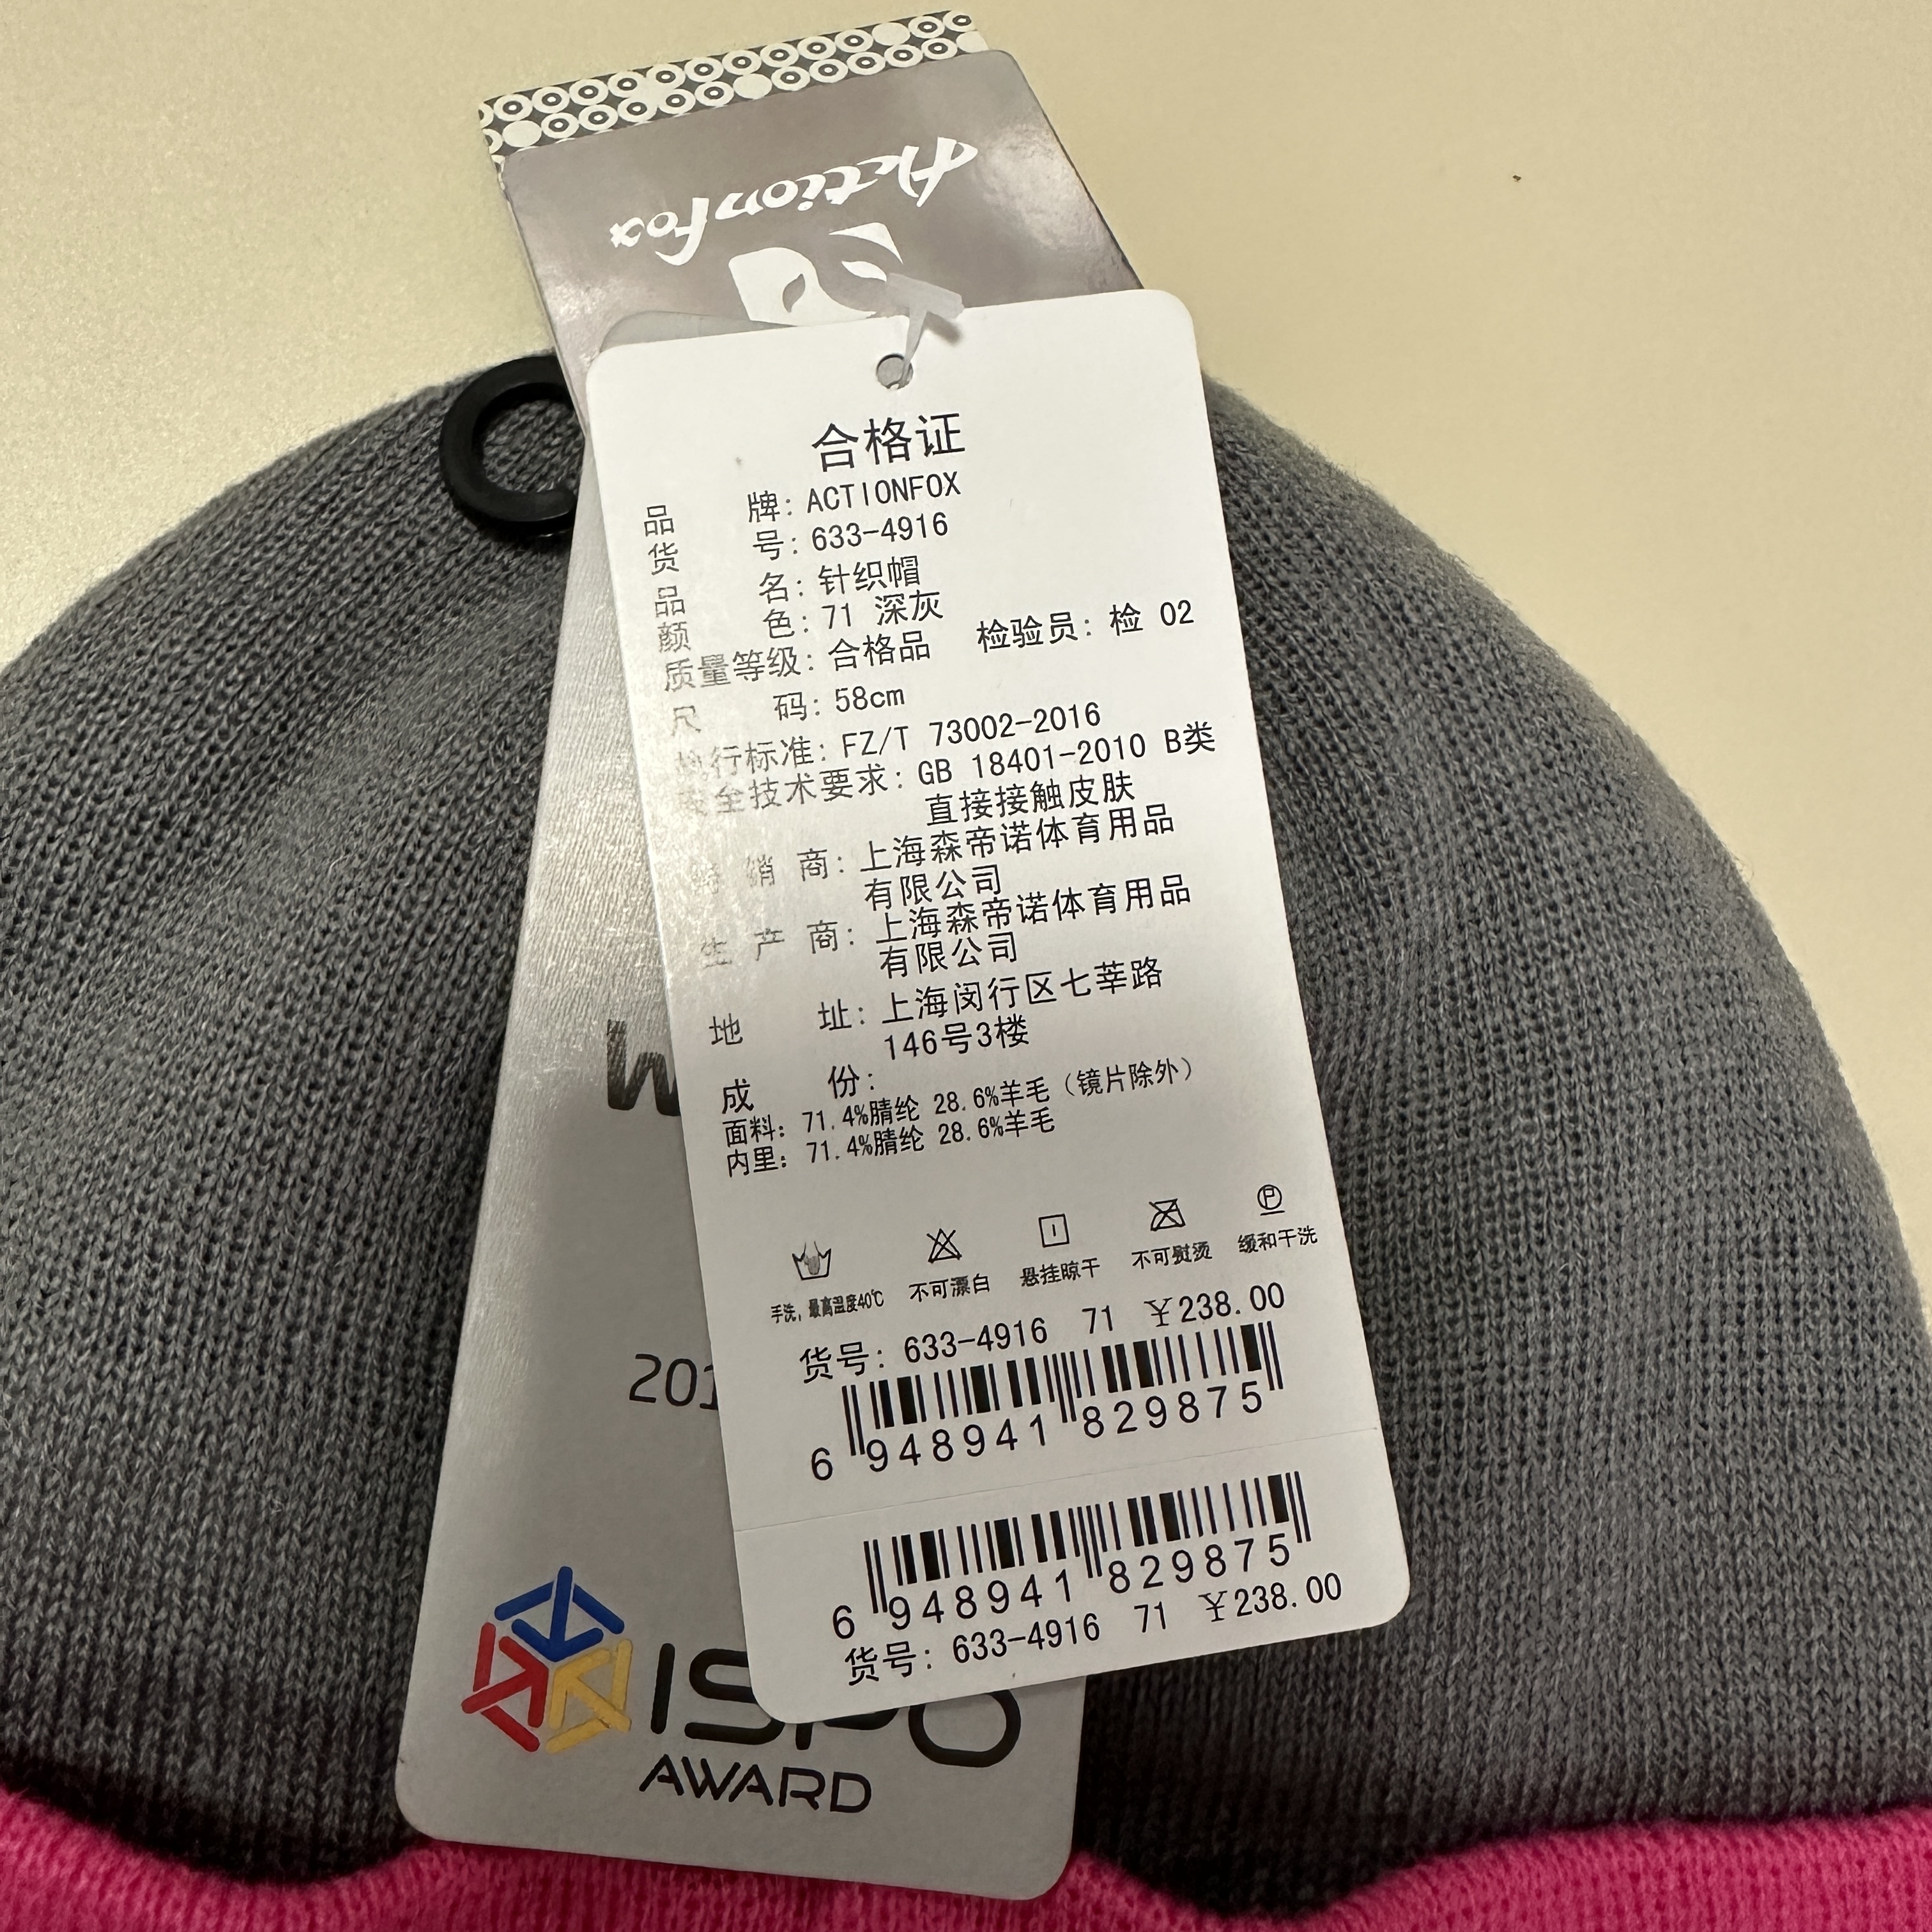 Actionfox
合格证
品 牌: ACTIONFOX
货 号: 633-4916
品 名: 针织帽
颜 色: 71 深灰
质量等级: 合格品 检验员: 检 02
尺 码: 58cm
执行标准: FZ/T 73002-2016
安全技术要求: GB 18401-2010 B类
直接接触皮肤
销 商: 上海森帝诺体育用品
有限公司
生 产 商: 上海森帝诺体育用品
有限公司
地 址: 上海闵行区七莘路
146号3楼
成 份:
面料: 71.4%腈纶 28.6%羊毛（镜片除外）
内里: 71.4%腈纶 28.6%羊毛
手洗，最高温度40℃ 不可漂白 悬挂晾干 不可熨烫 缓和干洗
货号: 633-4916 71 ￥238.00
6 948941 829875
6 948941 829875
货号: 633-4916 71 ￥238.00
201
ISPO
AWARD